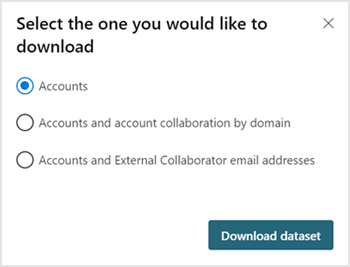 Select the one you would like to
download
Accounts
Accounts and account collaboration by domain
Accounts and External Collaborator email addresses
Download dataset